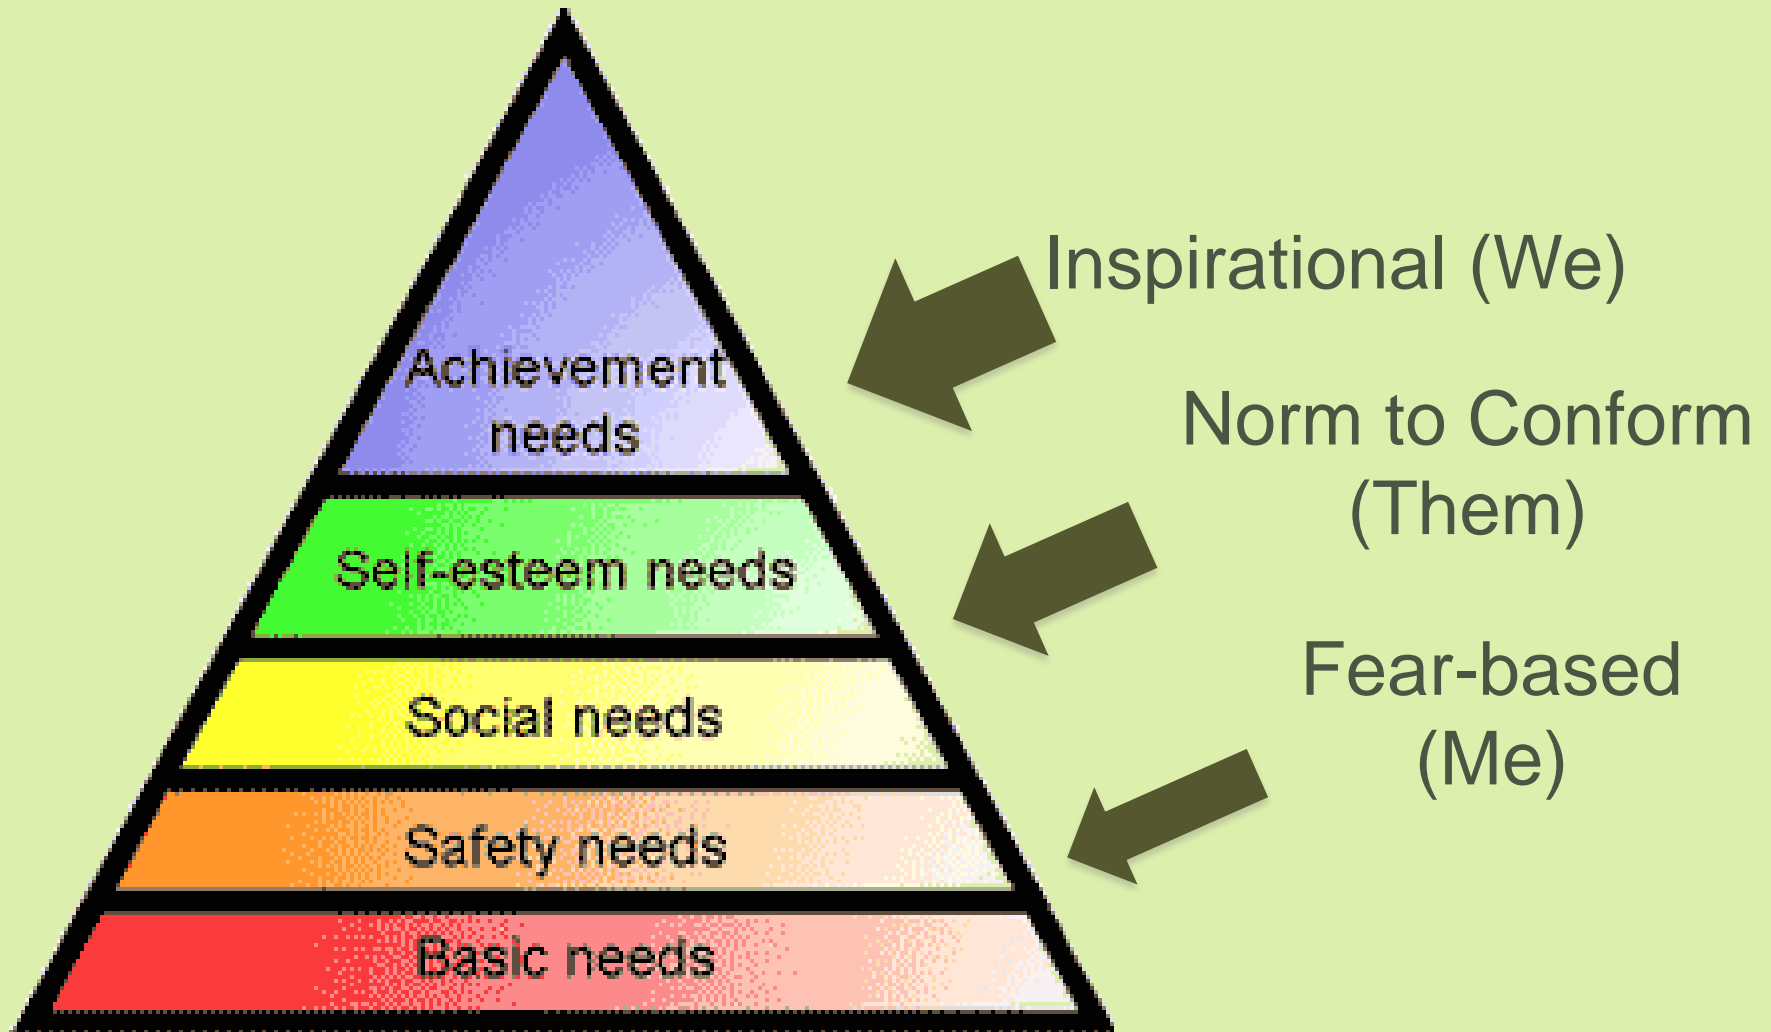 Achievement
needs
Self-esteem needs
Social needs
Safety needs
Basic needs
Inspirational (We)
Norm to Conform
(Them)
Fear-based
(Me)